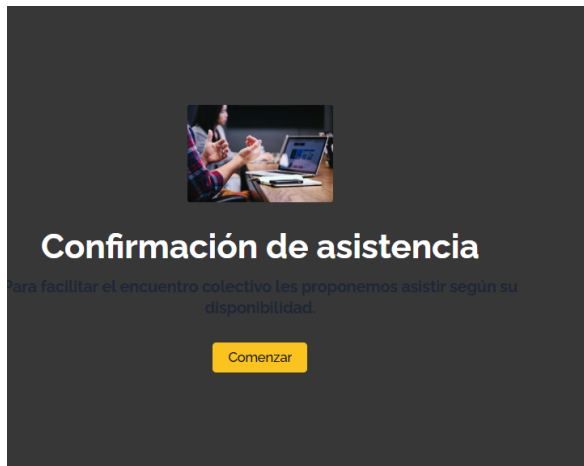 Confirmación de asistencia
Para facilitar el encuentro colectivo les proponemos asistir según su
disponibilidad.
Comenzar